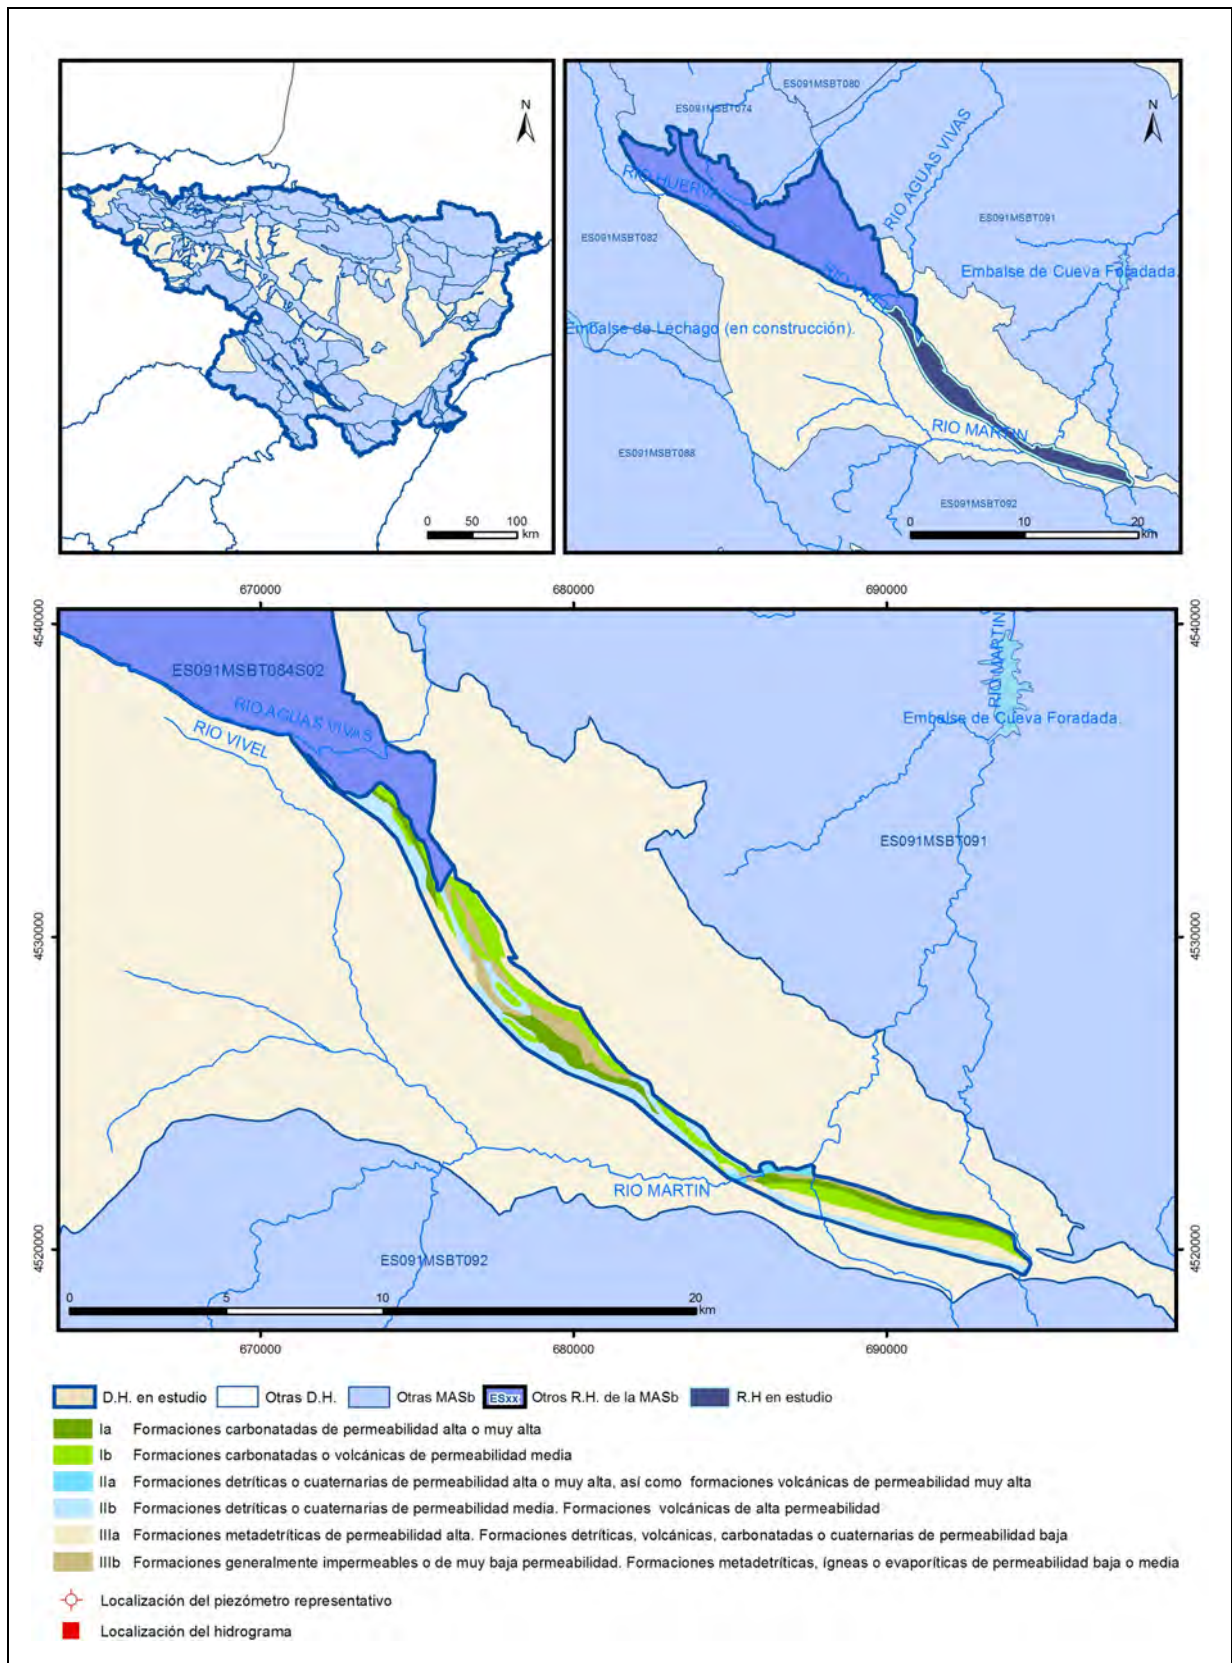 N
0 50 100
km
N
ES091MSBT080
ES091MSBT074
RIO HUERVA
RIO AGUAS VIVAS
ES091MSBT082
ES091MSBT091
Embalse de Cueva Foradada.
Embalse de Lechago (en construcción).
RIO MARTIN
ES091MSBT088
ES091MSBT092
0 10 20
km
670000 680000 690000
4540000 4540000
ES091MSBT084S02
RIO AGUAS VIVAS
RIO VIVEL
RIO MARTIN
Embalse de Cueva Foradada.
ES091MSBT091
4530000 4530000
RIO MARTIN
ES091MSBT092
4520000 4520000
0 5 10 20
km
670000 680000 690000
D.H. en estudio Otras D.H. Otras MASb ESxx Otros R.H. de la MASb R.H en estudio
Ia Formaciones carbonatadas de permeabilidad alta o muy alta
Ib Formaciones carbonatadas o volcánicas de permeabilidad media
IIa Formaciones detríticas o cuaternarias de permeabilidad alta o muy alta, así como formaciones volcánicas de permeabilidad muy alta
IIb Formaciones detríticas o cuaternarias de permeabilidad media. Formaciones volcánicas de alta permeabilidad
IIIa Formaciones metadetríticas de permeabilidad alta. Formaciones detríticas, volcánicas, carbonatadas o cuaternarias de permeabilidad baja
IIIb Formaciones generalmente impermeables o de muy baja permeabilidad. Formaciones metadetríticas, ígneas o evaporíticas de permeabilidad baja o media
Localización del piezómetro representativo
Localización del hidrograma